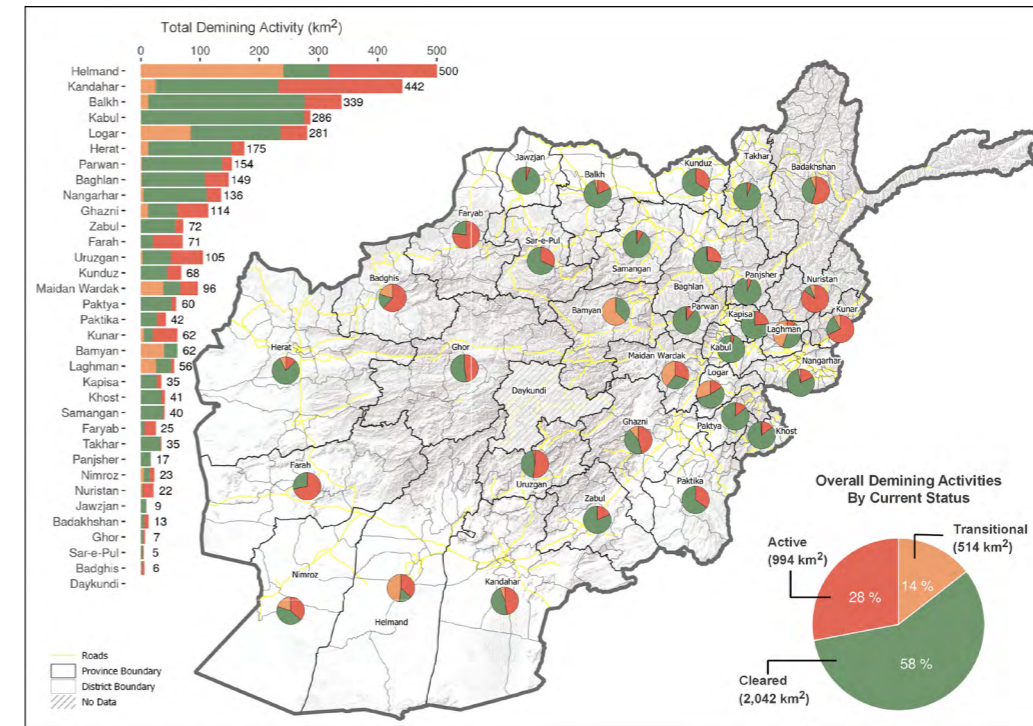 Total Demining Activity (km²)
0 100 200 300 400 500
Helmand 500
Kandahar 442
Balkh 339
Kabul 286
Logar 281
Herat 175
Parwan 154
Baghlan 149
Nangarhar 136
Ghazni 114
Zabul 72
Farah 71
Uruzgan 105
Kunduz 68
Maidan Wardak 96
Paktya 60
Paktika 42
Kunar 62
Bamyan 62
Laghman 56
Kapisa 35
Khost 41
Samangan 40
Faryab 25
Takhar 35
Panjsher 17
Nimroz 23
Nuristan 22
Jawzjan 9
Badakhshan 13
Ghor 7
Sar-e-Pul 5
Badghis 6
Daykundi
Jawzjan
Balkh
Kunduz
Takhar
Badakhshan
Faryab
Sar-e-Pul
Samangan
Baghlan
Panjsher
Nuristan
Badghis
Bamyan
Parwan
Kapisa
Kunar
Laghman
Kabul
Nangarhar
Herat
Ghor
Maidan Wardak
Logar
Daykundi
Paktya
Khost
Ghazni
Farah
Uruzgan
Zabul
Paktika
Nimroz
Helmand
Kandahar
Roads
Province Boundary
District Boundary
No Data
Overall Demining Activities
By Current Status
Active
(994 km²)
Transitional
(514 km²)
28 %
14 %
58 %
Cleared
(2,042 km²)